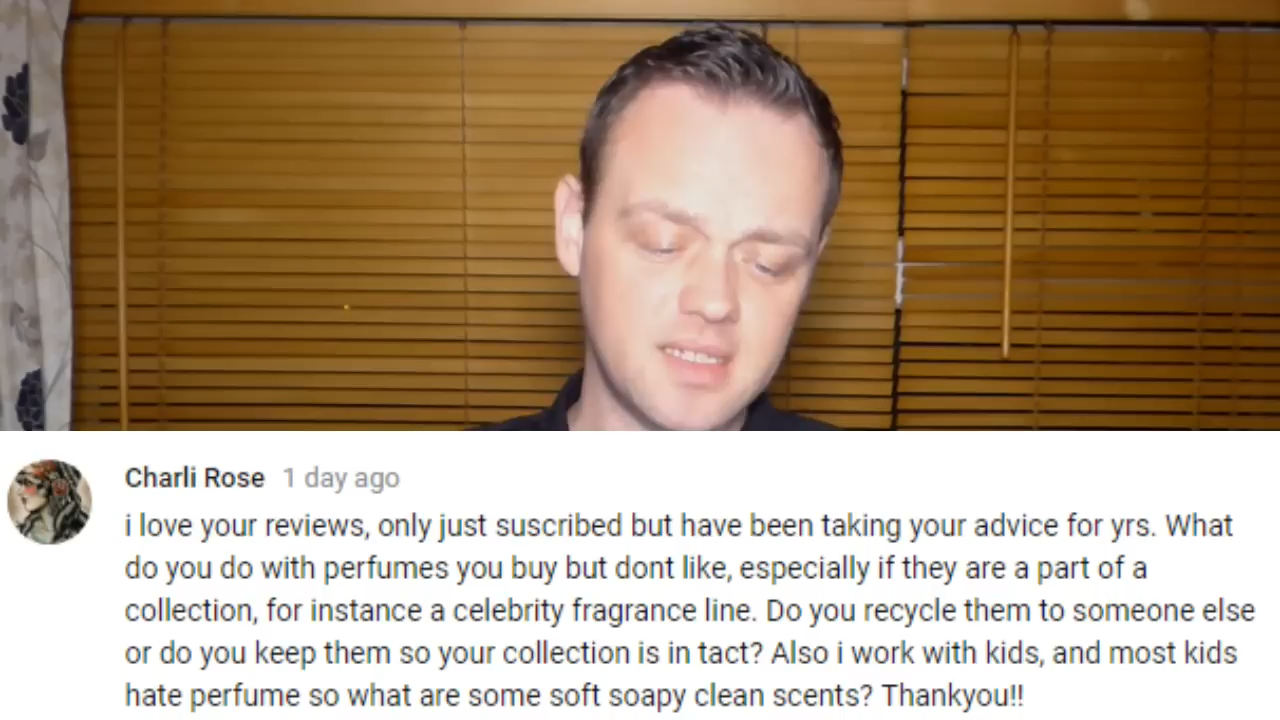 Charli Rose 1 day ago
i love your reviews, only just suscribed but have been taking your advice for yrs. What
do you do with perfumes you buy but dont like, especially if they are a part of a
collection, for instance a celebrity fragrance line. Do you recycle them to someone else
or do you keep them so your collection is in tact? Also i work with kids, and most kids
hate perfume so what are some soft soapy clean scents? Thankyou!!